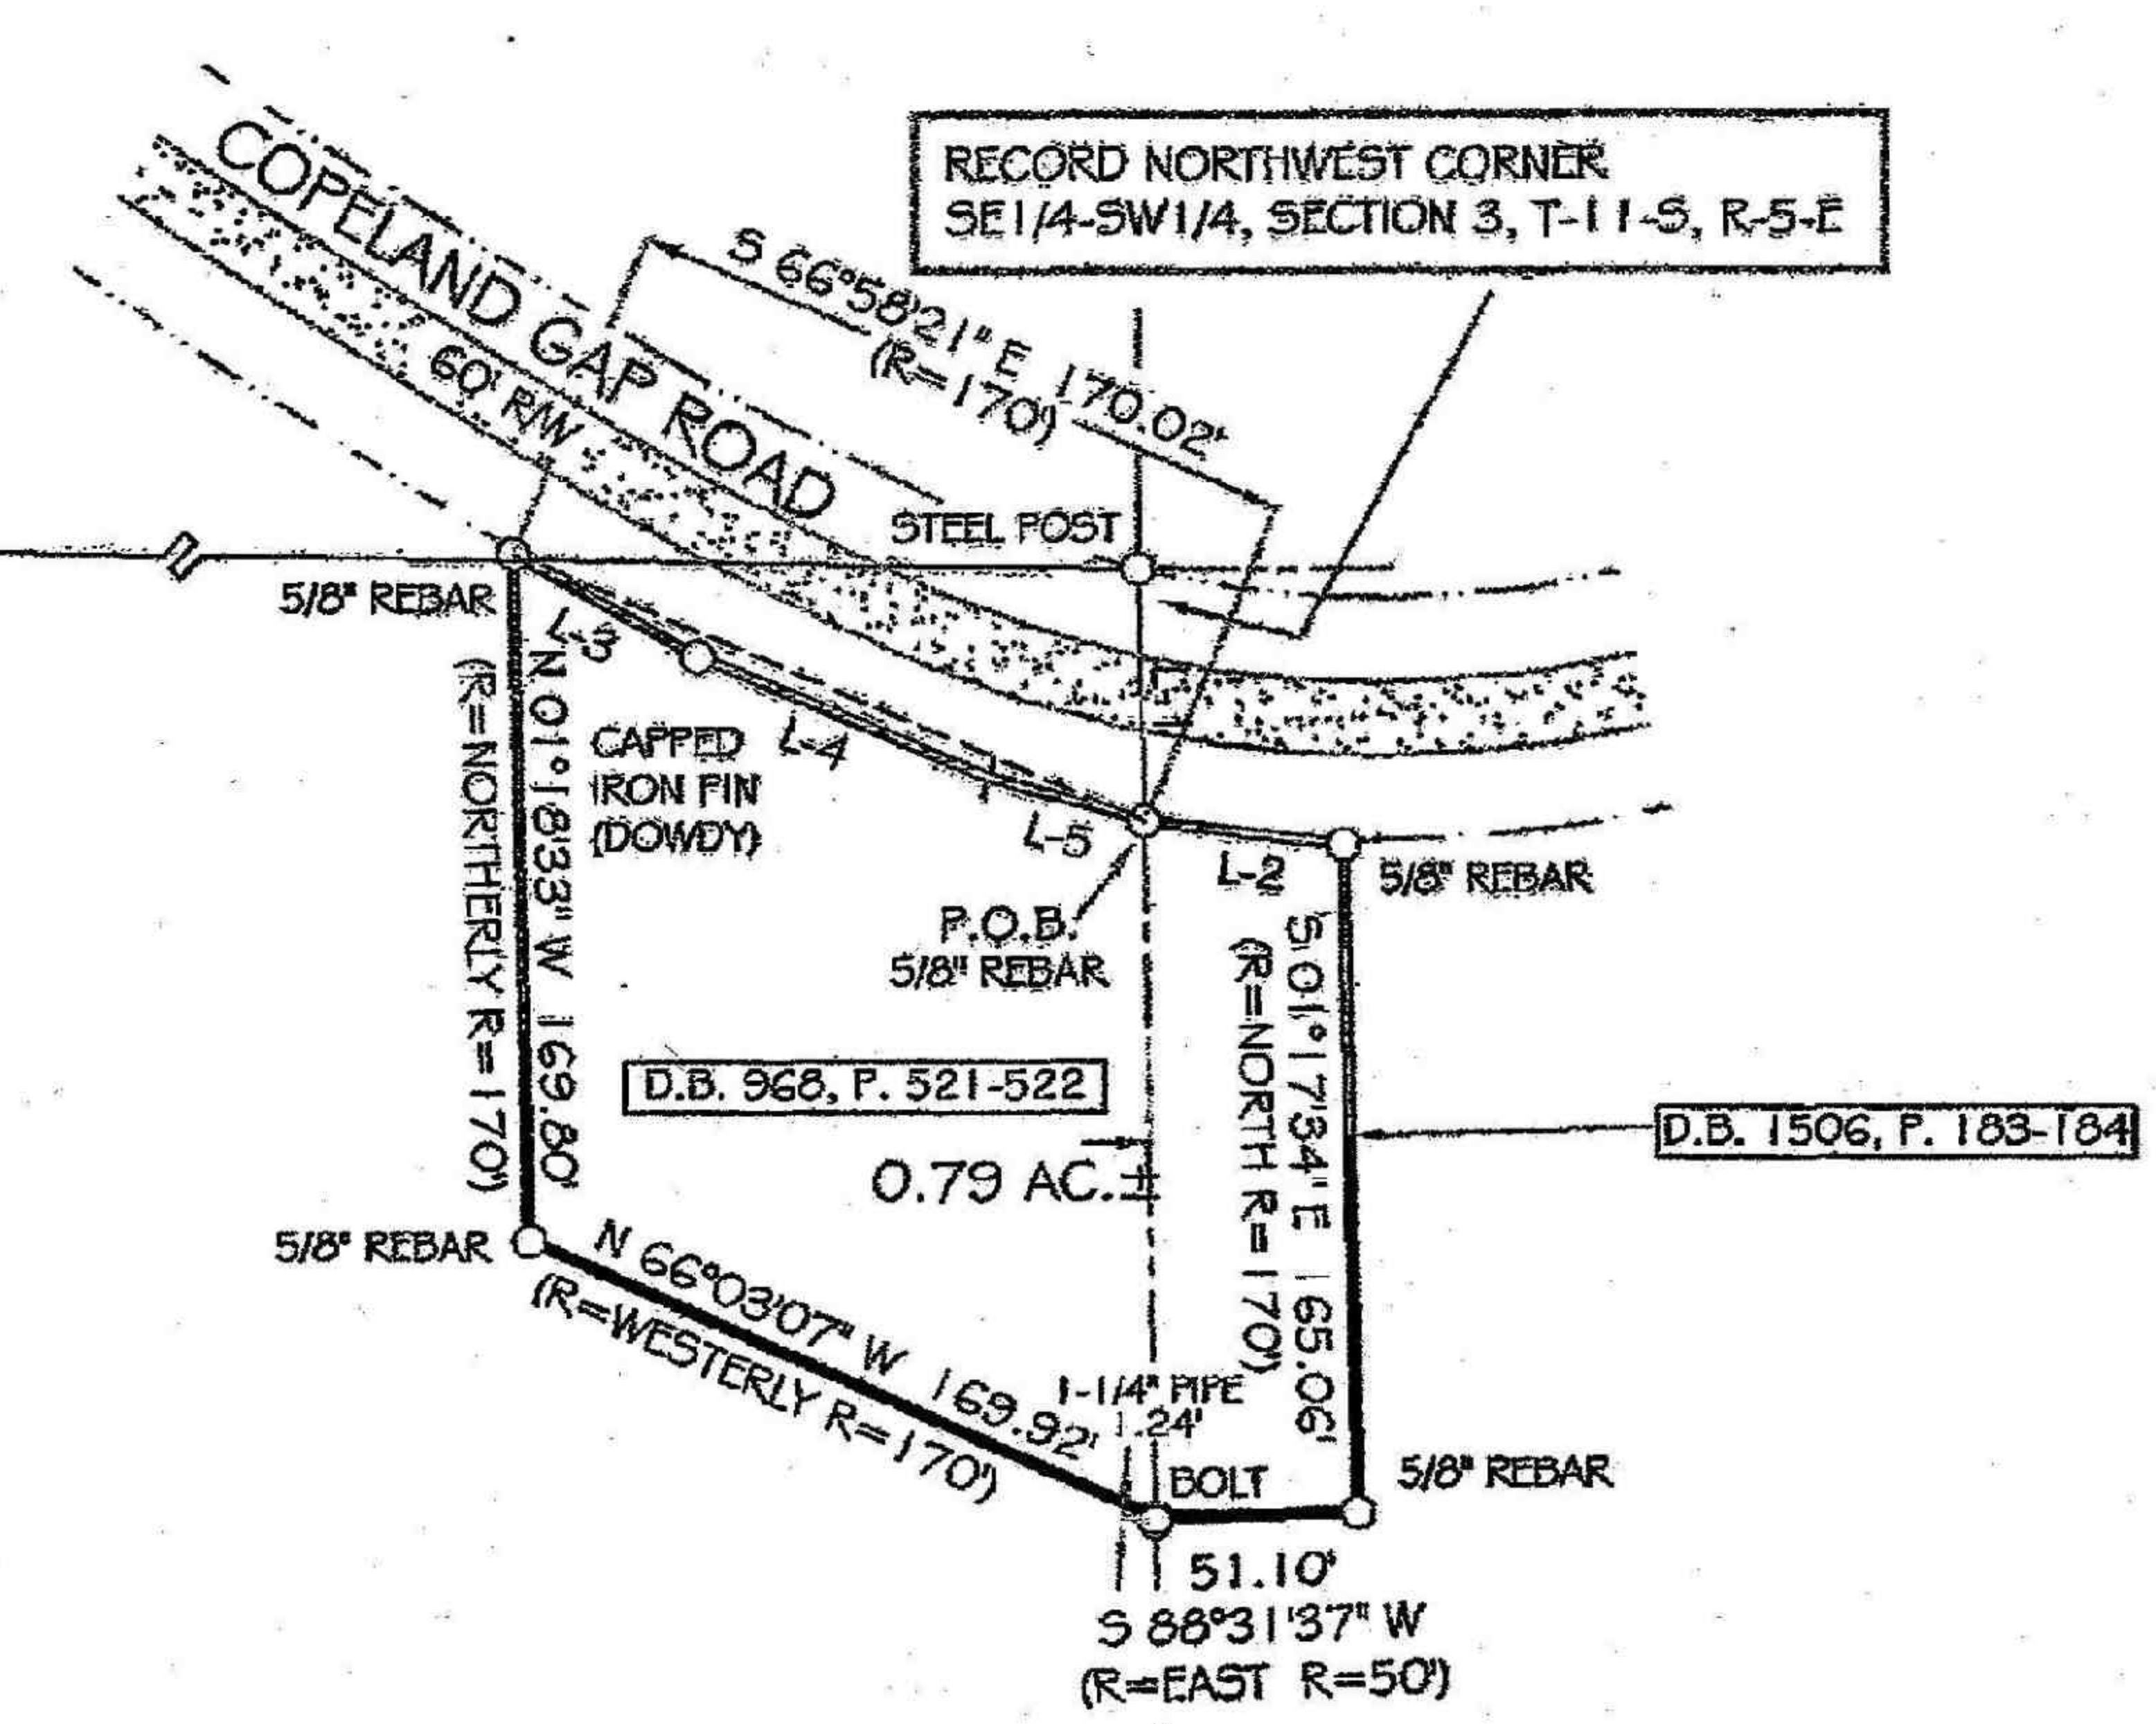 RECORD NORTHWEST CORNER
SE1/4-SW1/4, SECTION 3, T-11-S, R-5-E
COPELAND GAP ROAD
60' R/W
S 66°58'21" E 170.02'
(R=170')
STEEL POST
5/8" REBAR
L-3
L-4
L-5
L-2
CAPPED
IRON PIN
(DOWDY)
5/8" REBAR
P.O.B.
5/8" REBAR
N 01°18'33" W 169.80'
(R=NORTHERLY R=170')
S 01°17'34" E 165.06'
(R=NORTH R=170')
D.B. 968, P. 521-522
D.B. 1506, P. 183-184
0.79 AC.±
5/8" REBAR
N 66°03'07" W 169.92'
(R=WESTERLY R=170')
1-1/4" PIPE
1.24'
BOLT
5/8" REBAR
51.10'
S 88°31'37" W
(R=EAST R=50')